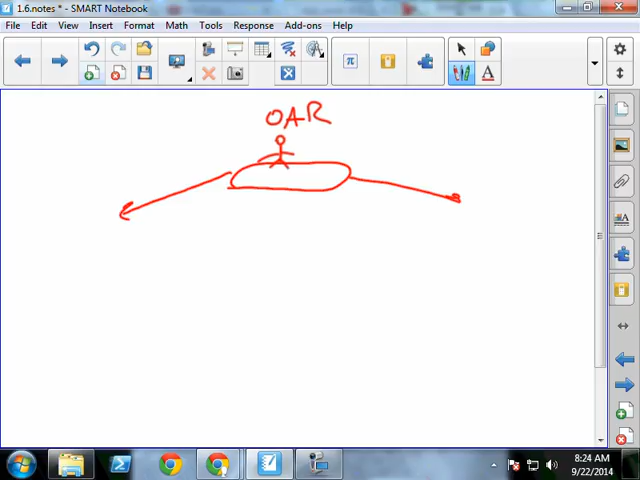 1.6.notes * - SMART Notebook
File Edit View Insert Format Math Tools Response Add-ons Help
π
A
OAR
8:24 AM
9/22/2014